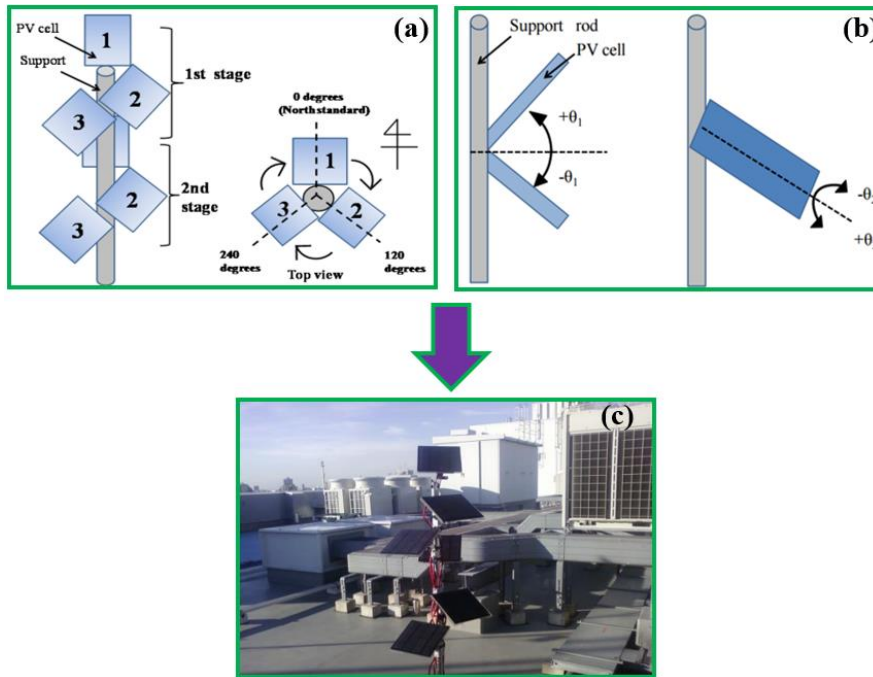 (a)
PV cell
1
Support
1st stage
2
3
2nd
stage
2
3
0 degrees
(North standard)
1
3
2
240
degrees
Top view
120
degrees
(b)
Support rod
PV cell
+θ₁
-θ₁
(c)